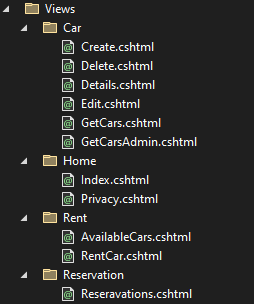 Views
Car
Create.cshtml
Delete.cshtml
Details.cshtml
Edit.cshtml
GetCars.cshtml
GetCarsAdmin.cshtml
Home
Index.cshtml
Privacy.cshtml
Rent
AvailableCars.cshtml
RentCar.cshtml
Reservation
Reseravations.cshtml